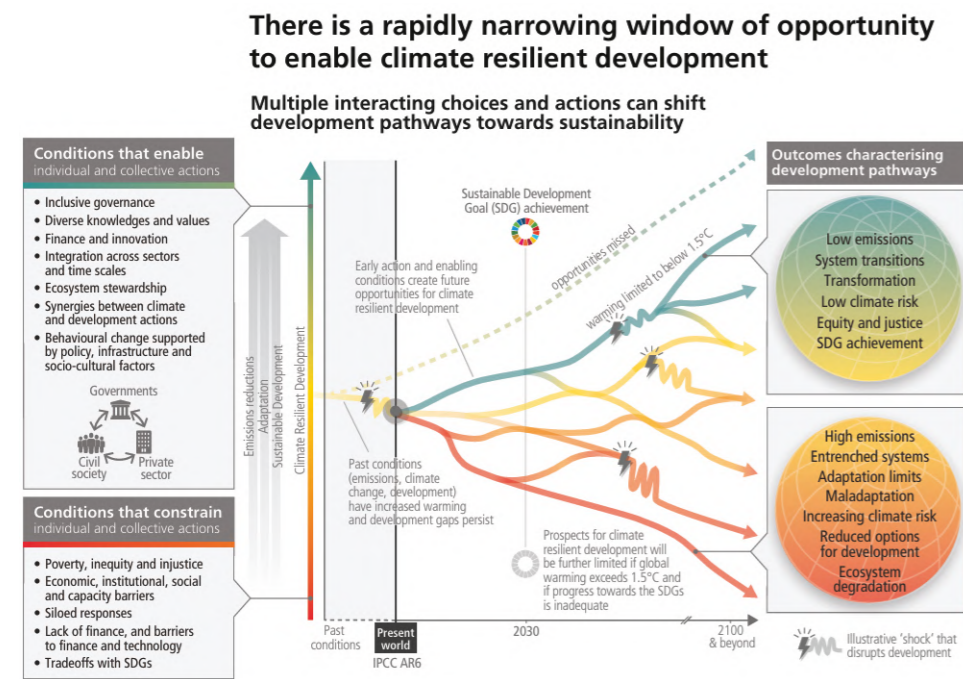 There is a rapidly narrowing window of opportunity
to enable climate resilient development
Multiple interacting choices and actions can shift
development pathways towards sustainability
Conditions that enable
individual and collective actions
• Inclusive governance
• Diverse knowledges and values
• Finance and innovation
• Integration across sectors
and time scales
• Ecosystem stewardship
• Synergies between climate
and development actions
• Behavioural change supported
by policy, infrastructure and
socio-cultural factors
Governments
Civil
society
Private
sector
Conditions that constrain
individual and collective actions
• Poverty, inequity and injustice
• Economic, institutional, social
and capacity barriers
• Siloed responses
• Lack of finance, and barriers
to finance and technology
• Tradeoffs with SDGs
Emissions reductions
Adaptation
Sustainable Development
Climate Resilient Development
Sustainable Development
Goal (SDG) achievement
Early action and enabling
conditions create future
opportunities for climate
resilient development
opportunities missed
warming limited to below 1.5°C
Past conditions
(emissions, climate
change, development)
have increased warming
and development gaps persist
Prospects for climate
resilient development will
be further limited if global
warming exceeds 1.5°C and
if progress towards the SDGs
is inadequate
Past
conditions
Present
world
IPCC AR6
2030
2100
& beyond
Outcomes characterising
development pathways
Low emissions
System transitions
Transformation
Low climate risk
Equity and justice
SDG achievement
High emissions
Entrenched systems
Adaptation limits
Maladaptation
Increasing climate risk
Reduced options
for development
Ecosystem
degradation
Illustrative ‘shock’ that
disrupts development